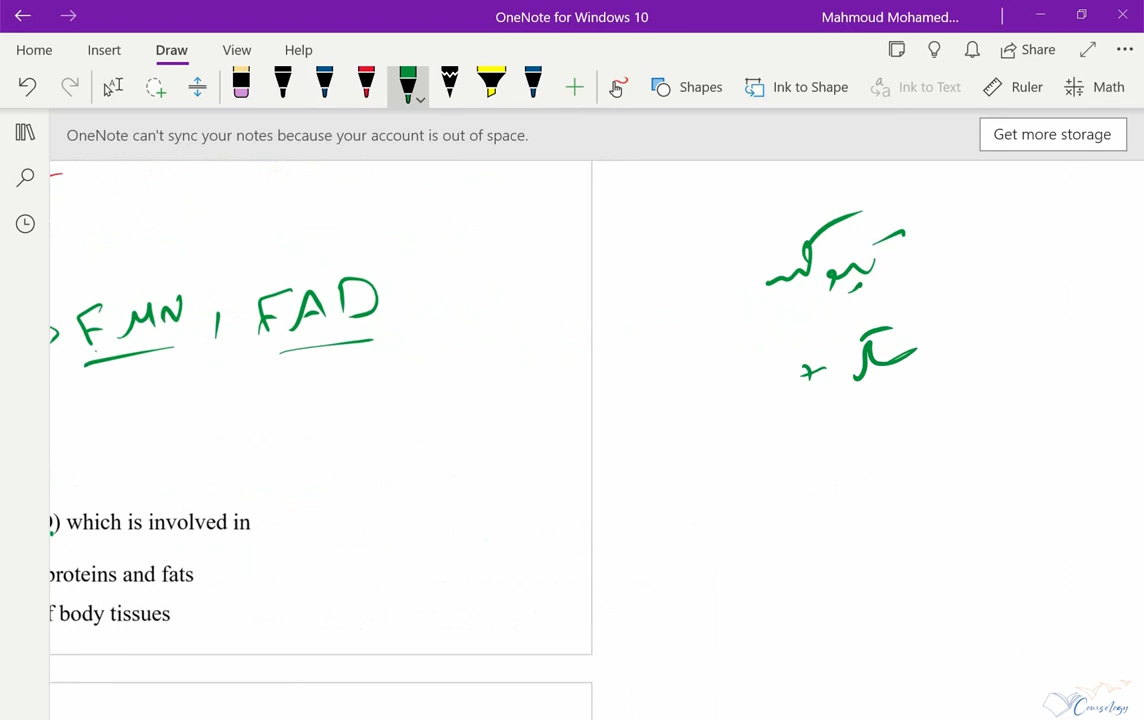 OneNote for Windows 10
Mahmoud Mohamed...
Home Insert Draw View Help
Share
Shapes Ink to Shape Ink to Text Ruler Math
OneNote can't sync your notes because your account is out of space.
Get more storage
FMN, FAD
) which is involved in
proteins and fats
f body tissues
Courselogy